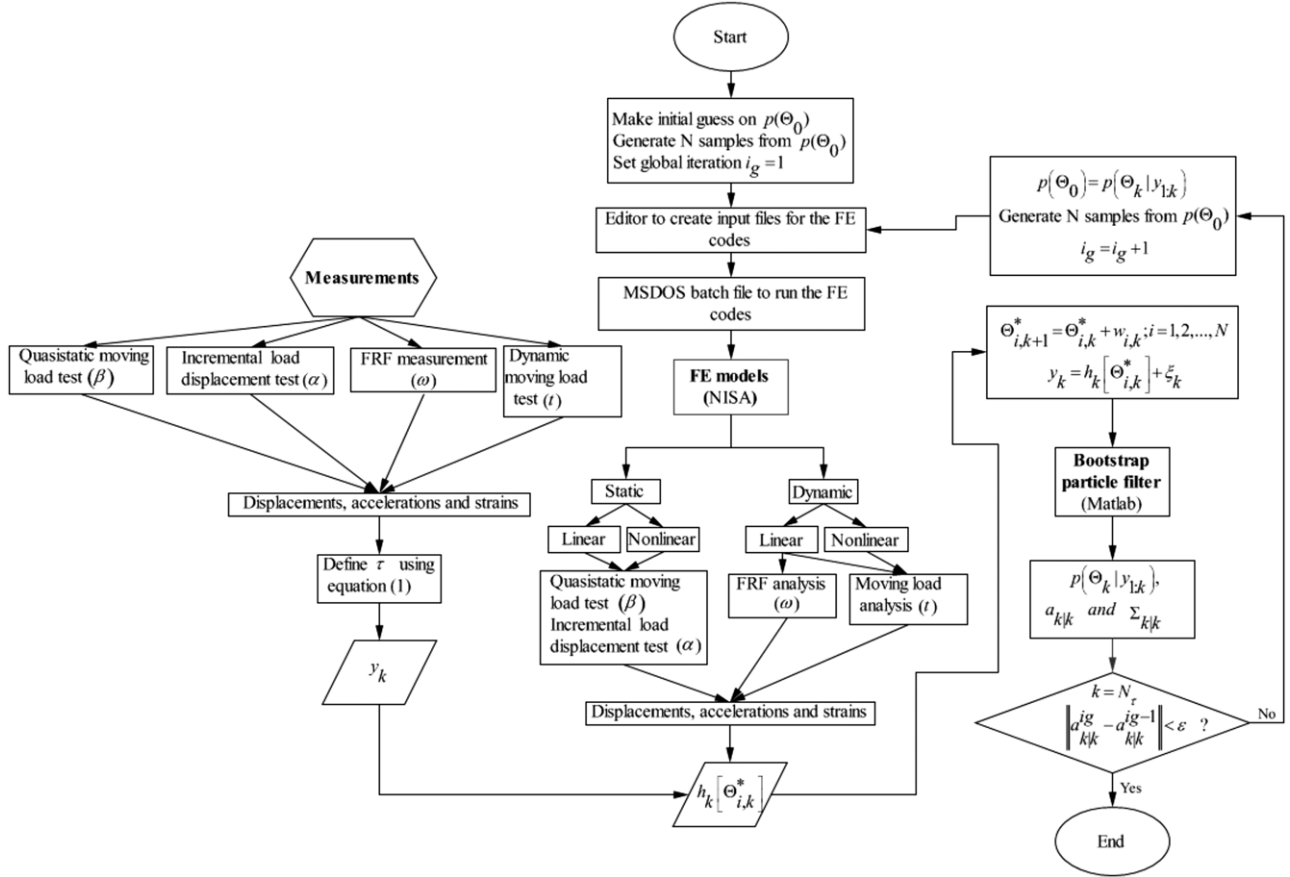 Start
Make initial guess on p(Θ0)
Generate N samples from p(Θ0)
Set global iteration ig = 1
Editor to create input files for the FE
codes
MSDOS batch file to run the FE
codes
FE models
(NISA)
Static
Dynamic
Linear
Nonlinear
Linear
Nonlinear
Quasistatic moving
load test (β)
Incremental load
displacement test (α)
FRF analysis
(ω)
Moving load
analysis (t)
Displacements, accelerations and strains
hk[Θ*i,k]
Measurements
Quasistatic moving
load test (β)
Incremental load
displacement test (α)
FRF measurement
(ω)
Dynamic
moving load
test (t)
Displacements, accelerations and strains
Define τ using
equation (1)
yk
p(Θ0) = p(Θk | y1:k)
Generate N samples from p(Θ0)
ig = ig + 1
Θ*i,k+1 = Θ*i,k + wi,k; i = 1, 2, ..., N
yk = hk[Θ*i,k] + ξk
Bootstrap
particle filter
(Matlab)
p(Θk | y1:k),
ak|k and Σk|k
k = Nτ
‖a^ig k|k − a^ig−1 k|k‖ < ε ?
No
Yes
End